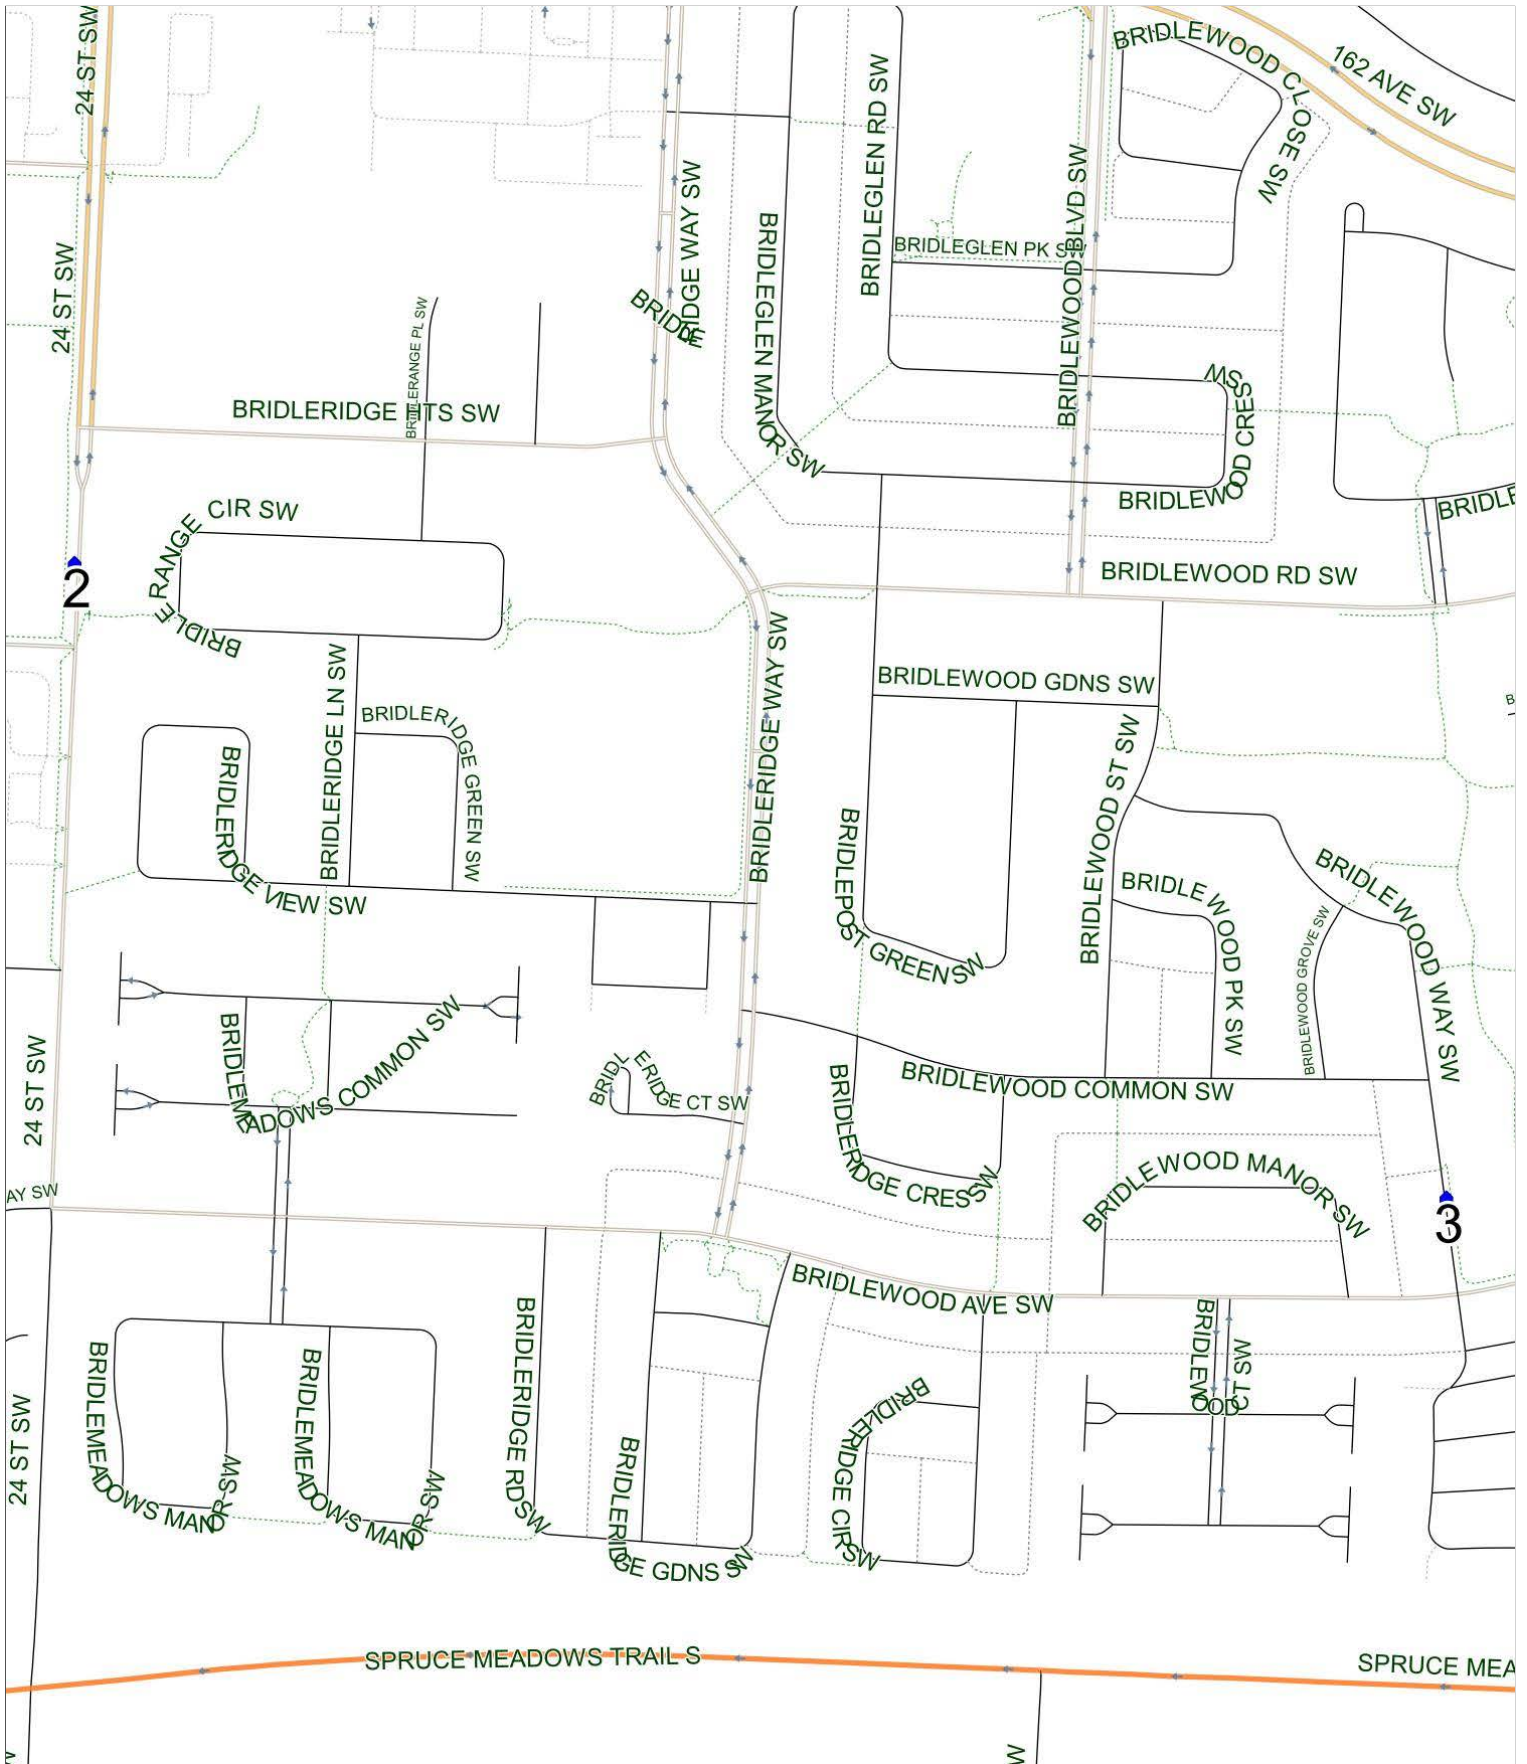 24 ST SW
BRIDLEWOOD CLOSE SW
162 AVE SW
BRIDLEGLEN RD SW
BRIDLEWOOD BLVD SW
BRIDLERIDGE WAY SW
BRIDLEGLEN MANOR SW
24 ST SW
BRIDLEGLEN PK SW
BRIDLERANGE PL SW
BRIDLERIDGE HTS SW
BRIDLEWOOD CRES SW
BRIDLE
BRIDLERANGE CIR SW
BRIDLEWOOD RD SW
2
BRIDLERIDGE WAY SW
BRIDLERIDGE LN SW
BRIDLEWOOD GDNS SW
BRIDLERIDGE GREEN SW
B
BRIDLEWOOD ST SW
BRIDLERIDGE VIEW SW
BRIDLEPOST GREEN SW
BRIDLEWOOD WAY SW
BRIDLEWOOD PK SW
BRIDLEWOOD GROVE SW
BRIDLEMEADOWS COMMON SW
24 ST SW
BRIDLERIDGE CT SW
BRIDLEWOOD COMMON SW
BRIDLERIDGE CRES SW
BRIDLEWOOD MANOR SW
AY SW
3
BRIDLEWOOD AVE SW
BRIDLERIDGE RD SW
BRIDLEWOOD CT SW
BRIDLEMEADOWS MANOR SW
BRIDLEMEADOWS MANOR SW
24 ST SW
BRIDLERIDGE CIR SW
BRIDLERIDGE GDNS SW
SPRUCE MEADOWS TRAIL S
SPRUCE MEA
W
W